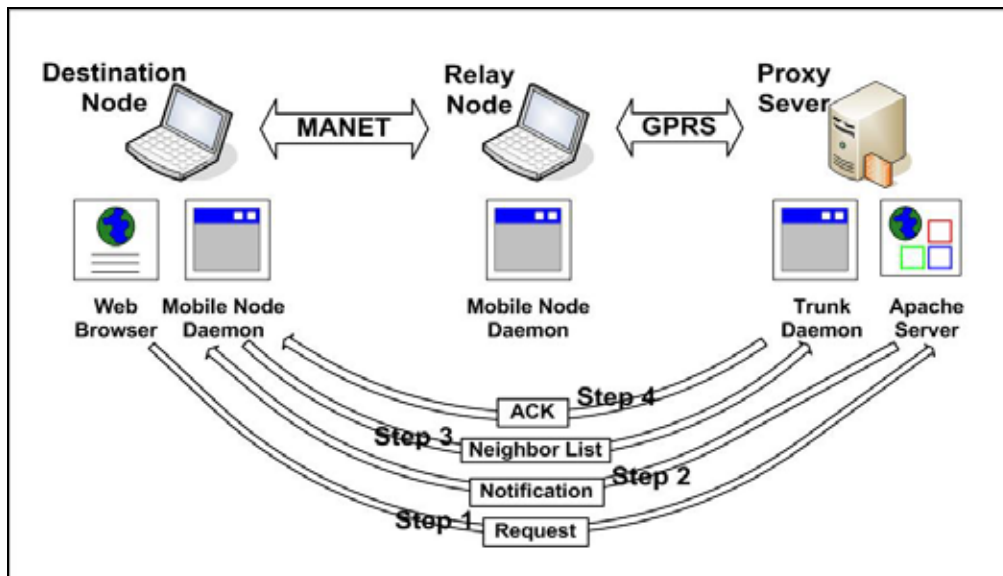 Destination
Node
MANET
Relay
Node
GPRS
Proxy
Sever
Web
Browser
Mobile Node
Daemon
Mobile Node
Daemon
Trunk
Daemon
Apache
Server
ACK
Step 4
Step 3
Neighbor List
Notification
Step 2
Step 1
Request